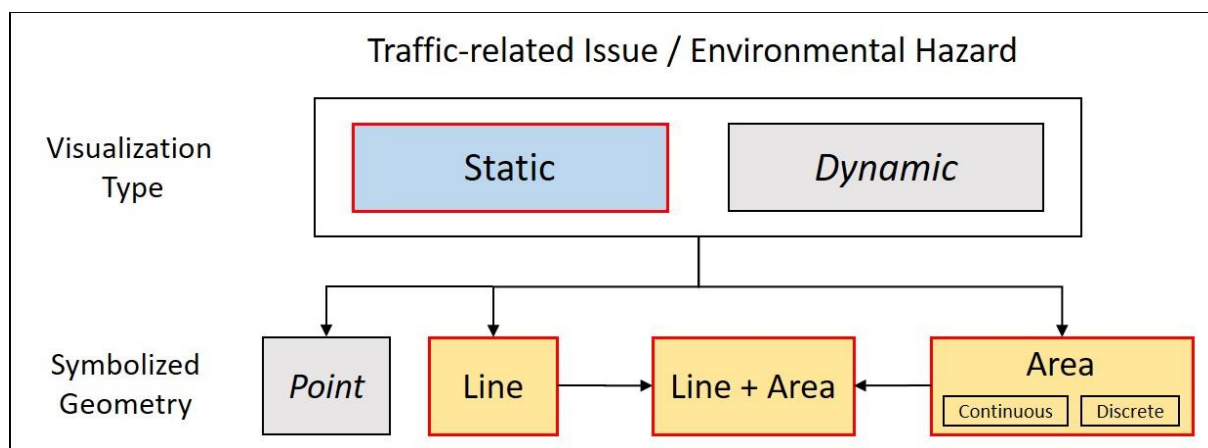 Traffic-related Issue / Environmental Hazard
Visualization
Type
Static
Dynamic
Symbolized
Geometry
Point
Line
Line + Area
Area
Continuous
Discrete